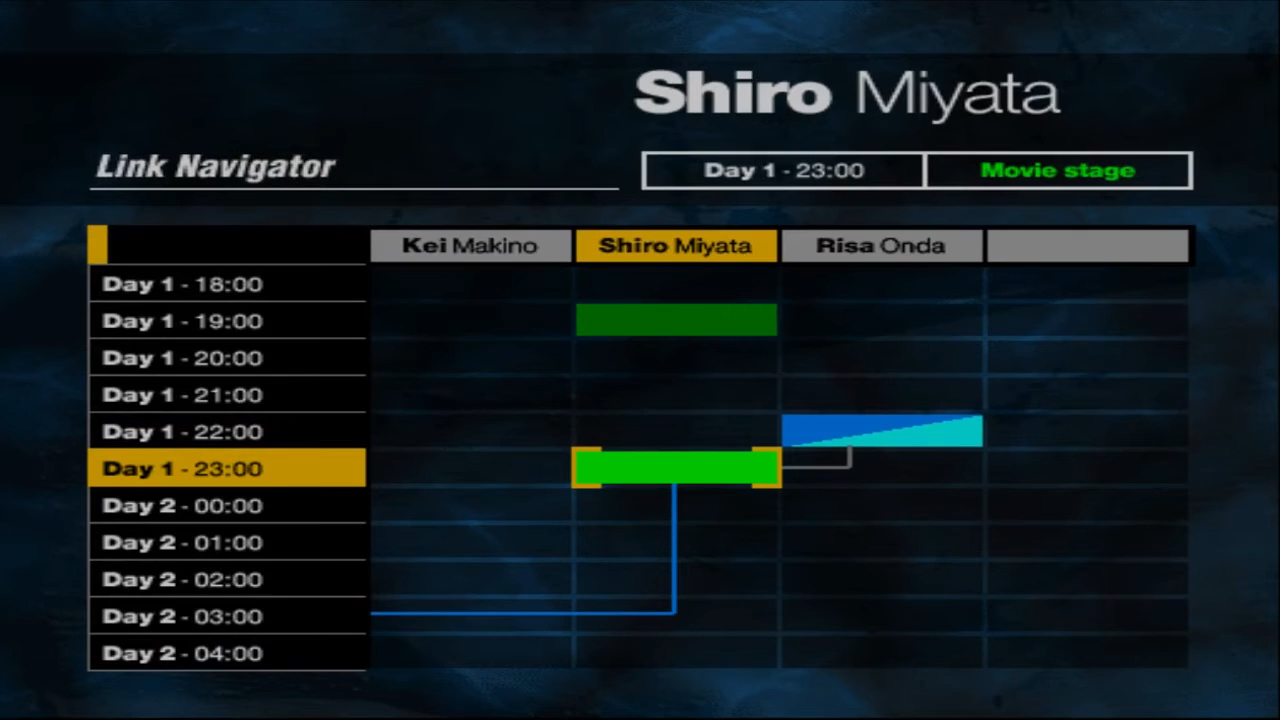 Shiro Miyata
Link Navigator
Day 1 - 23:00
Movie stage
Kei Makino
Shiro Miyata
Risa Onda
Day 1 - 18:00
Day 1 - 19:00
Day 1 - 20:00
Day 1 - 21:00
Day 1 - 22:00
Day 1 - 23:00
Day 2 - 00:00
Day 2 - 01:00
Day 2 - 02:00
Day 2 - 03:00
Day 2 - 04:00